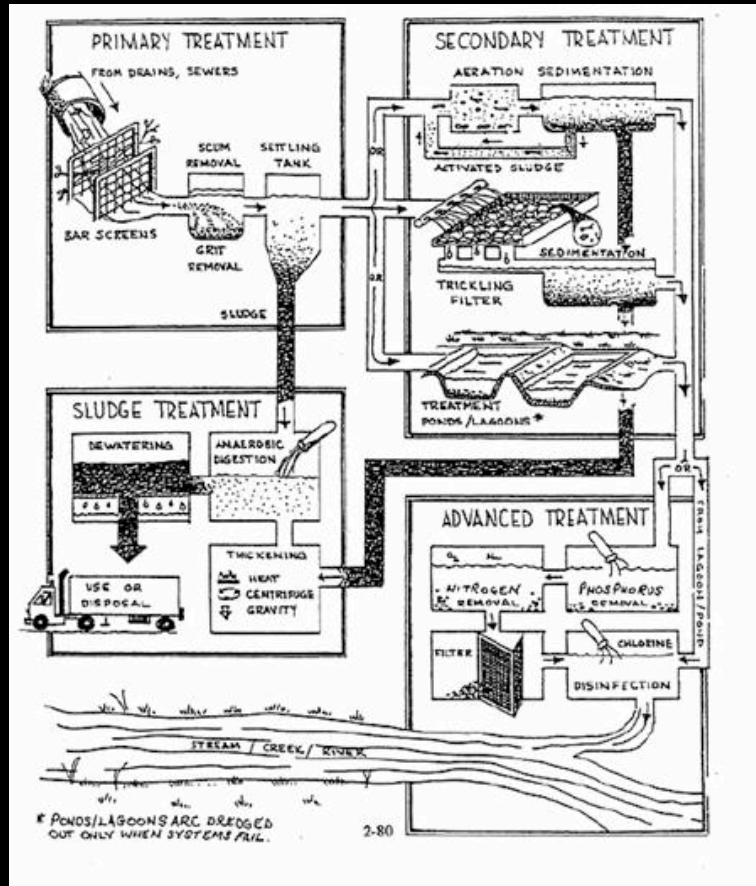 PRIMARY TREATMENT
FROM DRAINS, SEWERS
BAR SCREENS
SCUM
REMOVAL
GRIT
REMOVAL
SETTLING
TANK
SLUDGE
SECONDARY TREATMENT
AERATION
SEDIMENTATION
ACTIVATED SLUDGE
OR
OR
TRICKLING
FILTER
SEDIMENTATION
TREATMENT
PONDS/LAGOONS*
SLUDGE TREATMENT
DEWATERING
ANAEROBIC
DIGESTION
THICKENING
HEAT
CENTRIFUGE
GRAVITY
USE OR
DISPOSAL
OR
FROM LAGOON/POND
ADVANCED TREATMENT
NITROGEN
REMOVAL
PHOSPHORUS
REMOVAL
FILTER
CHLORINE
DISINFECTION
STREAM / CREEK / RIVER
* PONDS/LAGOONS ARE DREDGED
OUT ONLY WHEN SYSTEMS FAIL.
2-80